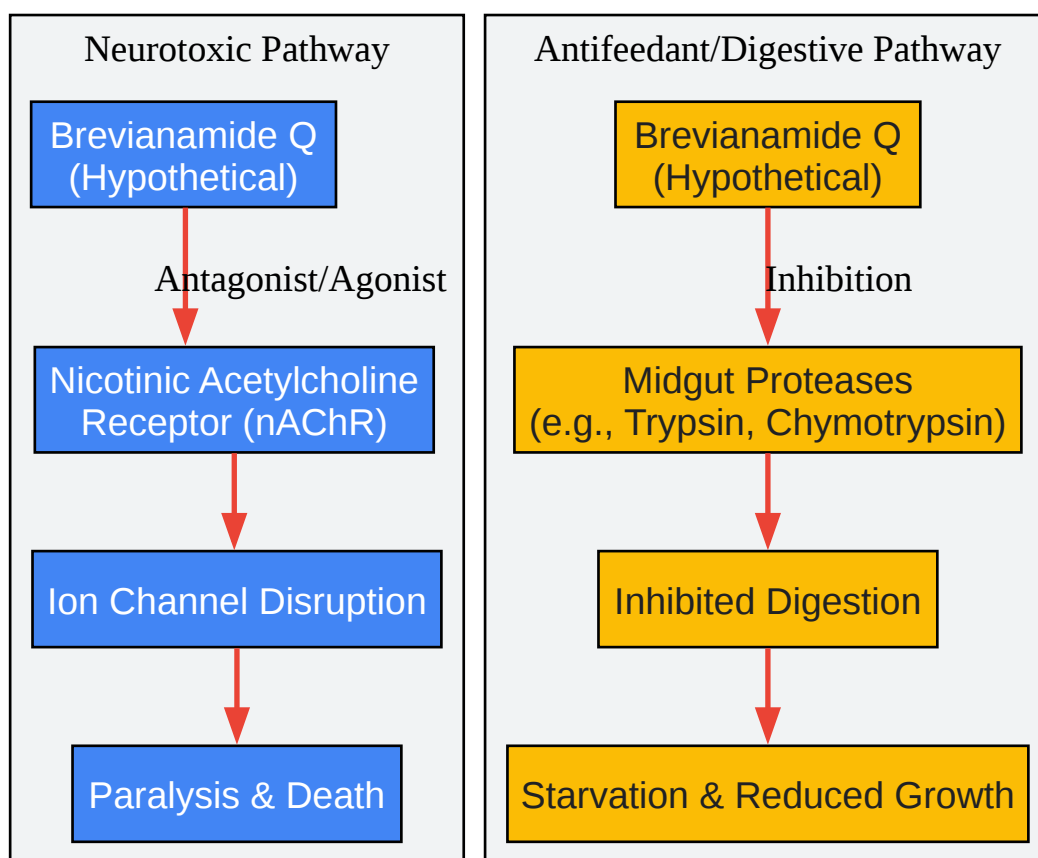 Neurotoxic Pathway
Brevianamide Q
(Hypothetical)
Antagonist/Agonist
Nicotinic Acetylcholine
Receptor (nAChR)
Ion Channel Disruption
Paralysis & Death
Antifeedant/Digestive Pathway
Brevianamide Q
(Hypothetical)
Inhibition
Midgut Proteases
(e.g., Trypsin, Chymotrypsin)
Inhibited Digestion
Starvation & Reduced Growth